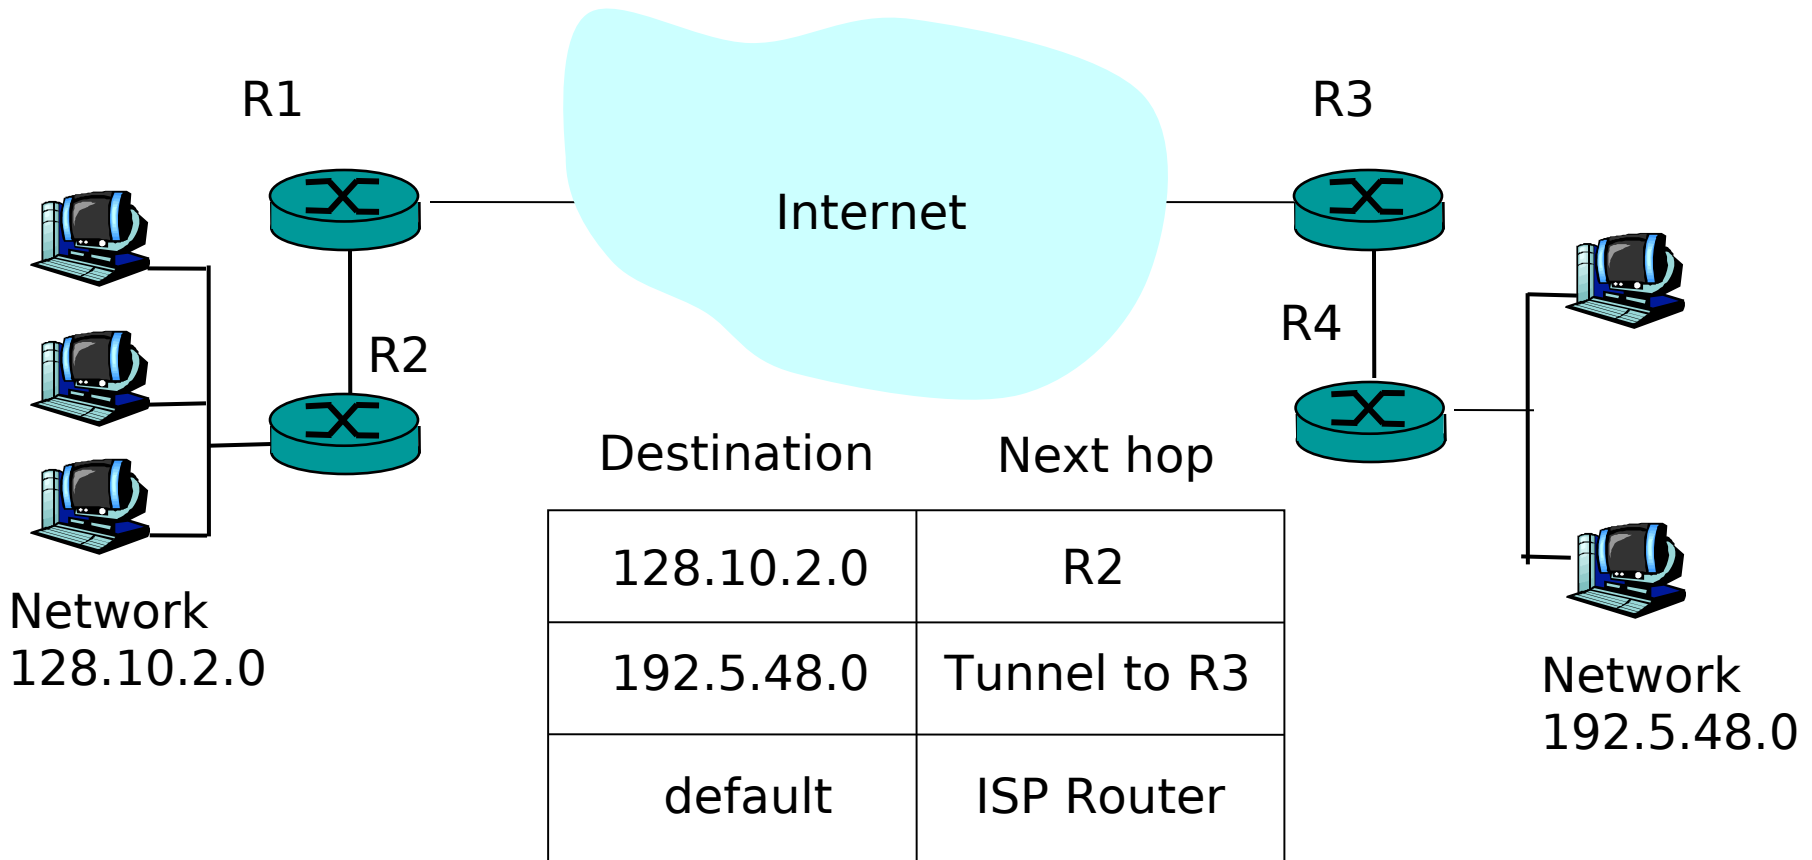 R1
R3
Internet
R4
R2
Destination Next hop
128.10.2.0 R2
192.5.48.0 Tunnel to R3
default ISP Router
Network
128.10.2.0
Network
192.5.48.0